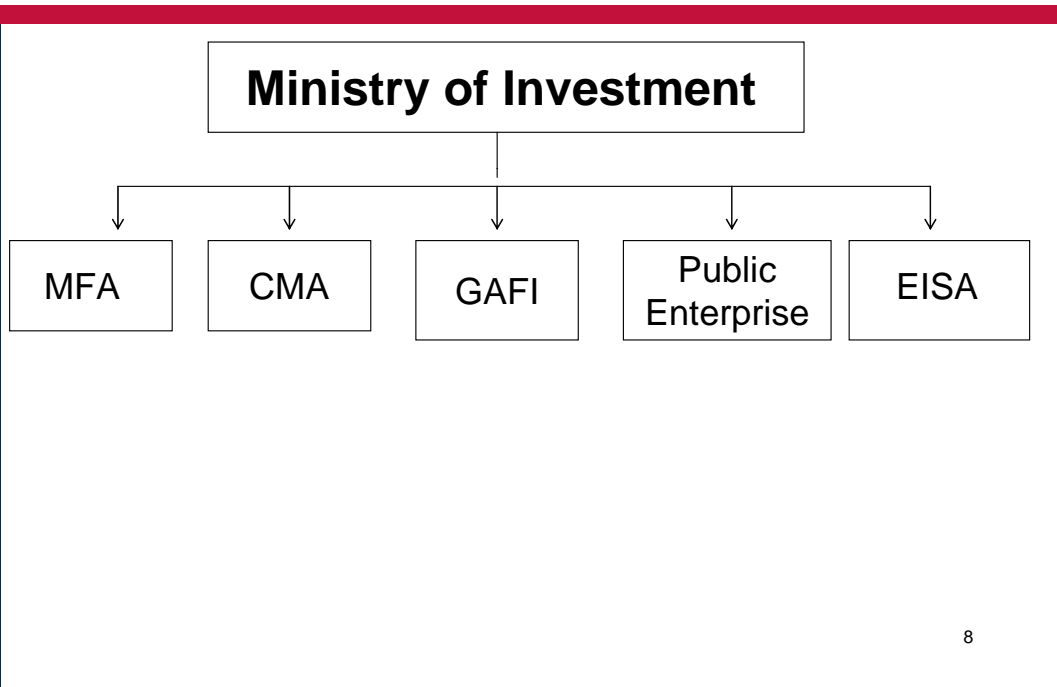 Ministry of Investment
MFA
CMA
GAFI
Public
Enterprise
EISA
8